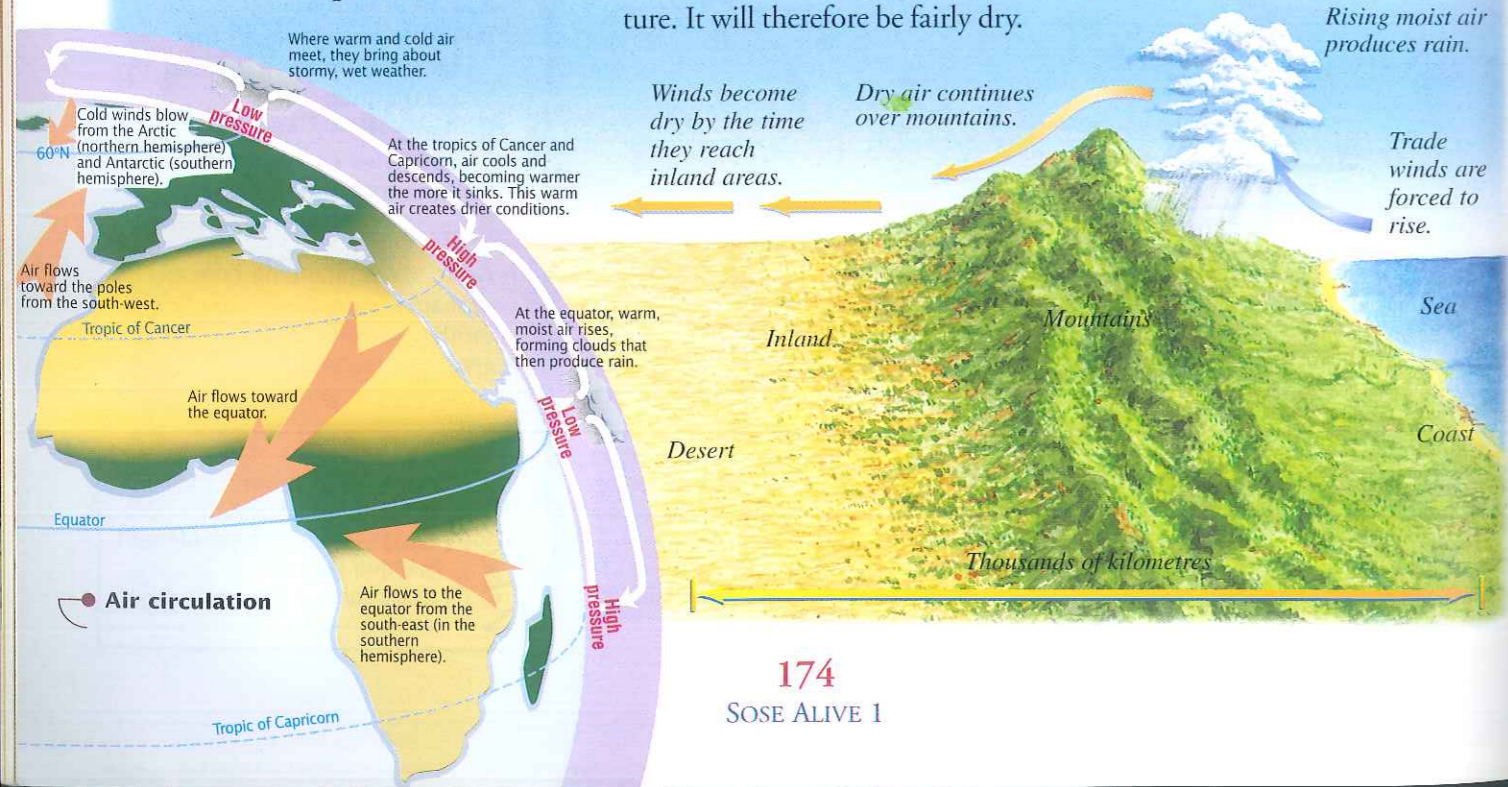 ture. It will therefore be fairly dry.
Where warm and cold air
meet, they bring about
stormy, wet weather.
Low
pressure
Cold winds blow
from the Arctic
(northern hemisphere)
and Antarctic (southern
hemisphere).
60°N
At the tropics of Cancer and
Capricorn, air cools and
descends, becoming warmer
the more it sinks. This warm
air creates drier conditions.
High
pressure
Air flows
toward the poles
from the south-west.
Tropic of Cancer
At the equator, warm,
moist air rises,
forming clouds that
then produce rain.
Air flows toward
the equator.
Low
pressure
Equator
Air circulation
Air flows to the
equator from the
south-east (in the
southern
hemisphere).
High
pressure
Tropic of Capricorn
Winds become
dry by the time
they reach
inland areas.
Dry air continues
over mountains.
Rising moist air
produces rain.
Trade
winds are
forced to
rise.
Sea
Mountains
Inland
Coast
Desert
Thousands of kilometres
174
SOSE ALIVE 1